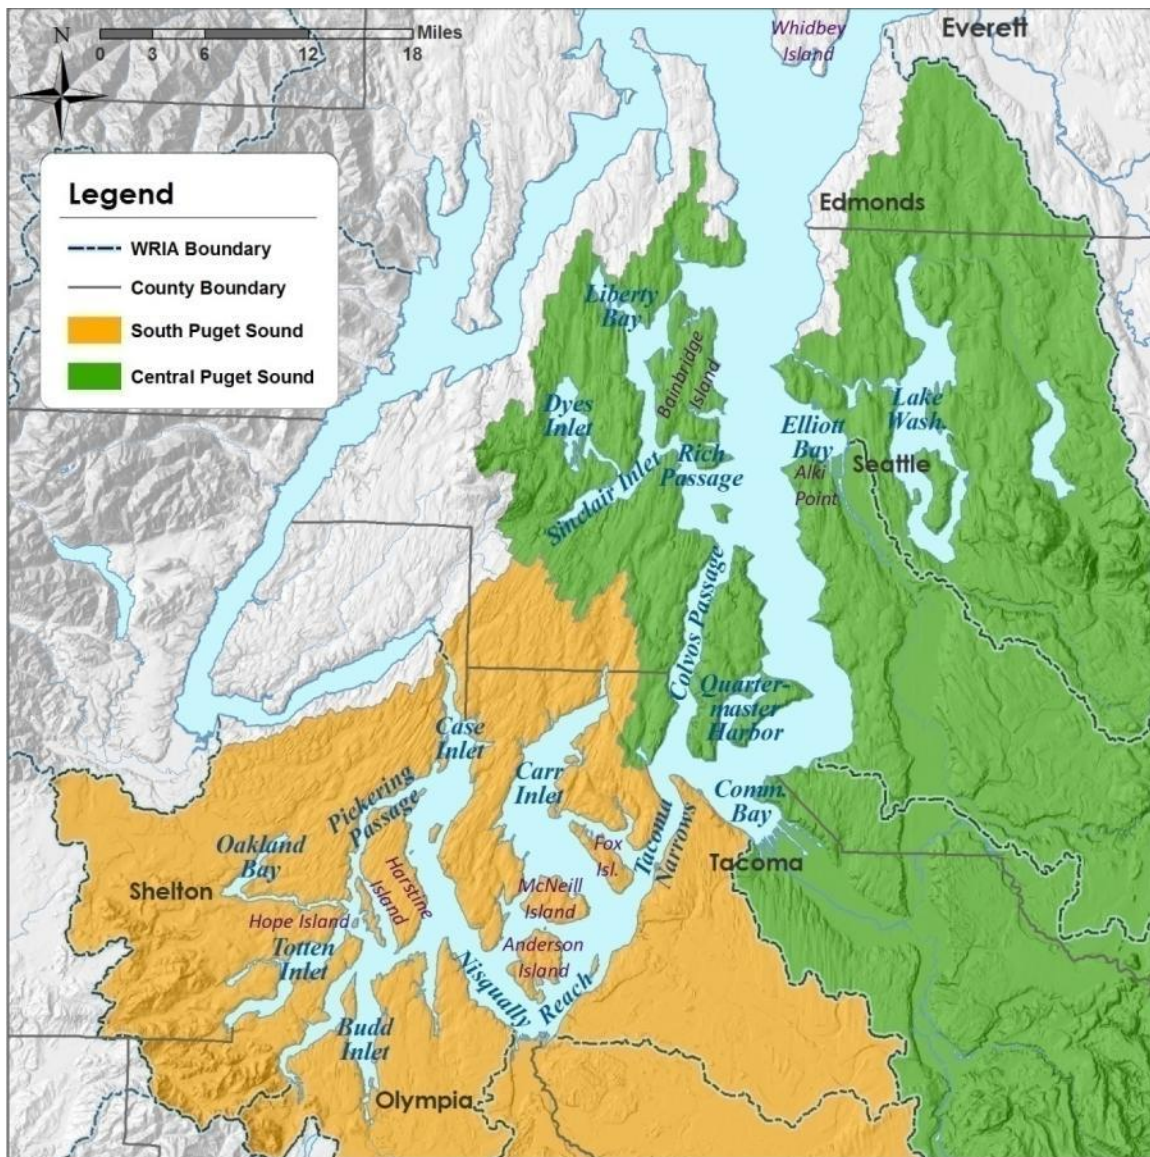 N
Miles
0 3 6 12 18
Whidbey
Island
Everett
Legend
WRIA Boundary
County Boundary
South Puget Sound
Central Puget Sound
Edmonds
Liberty
Bay
Bainbridge
Island
Dyes
Inlet
Lake
Wash.
Elliott
Bay
Seattle
Alki
Point
Rich
Passage
Sinclair Inlet
Colvos Passage
Quarter-
master
Harbor
Case
Inlet
Carr
Inlet
Pickering
Passage
Comm.
Bay
Tacoma
Narrows
Tacoma
Oakland
Bay
Fox
Isl.
Shelton
Harstine
Island
McNeill
Island
Hope Island
Totten
Inlet
Anderson
Island
Nisqually
Reach
Budd
Inlet
Olympia